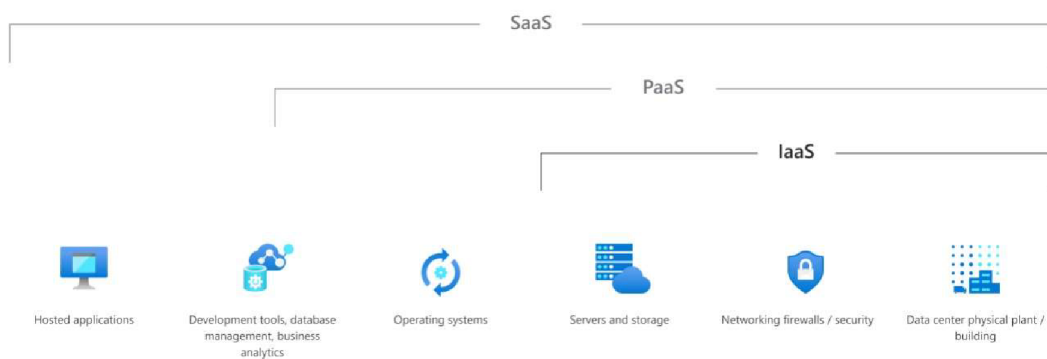 SaaS
PaaS
IaaS
Hosted applications
Development tools, database
management, business
analytics
Operating systems
Servers and storage
Networking firewalls / security
Data center physical plant /
building